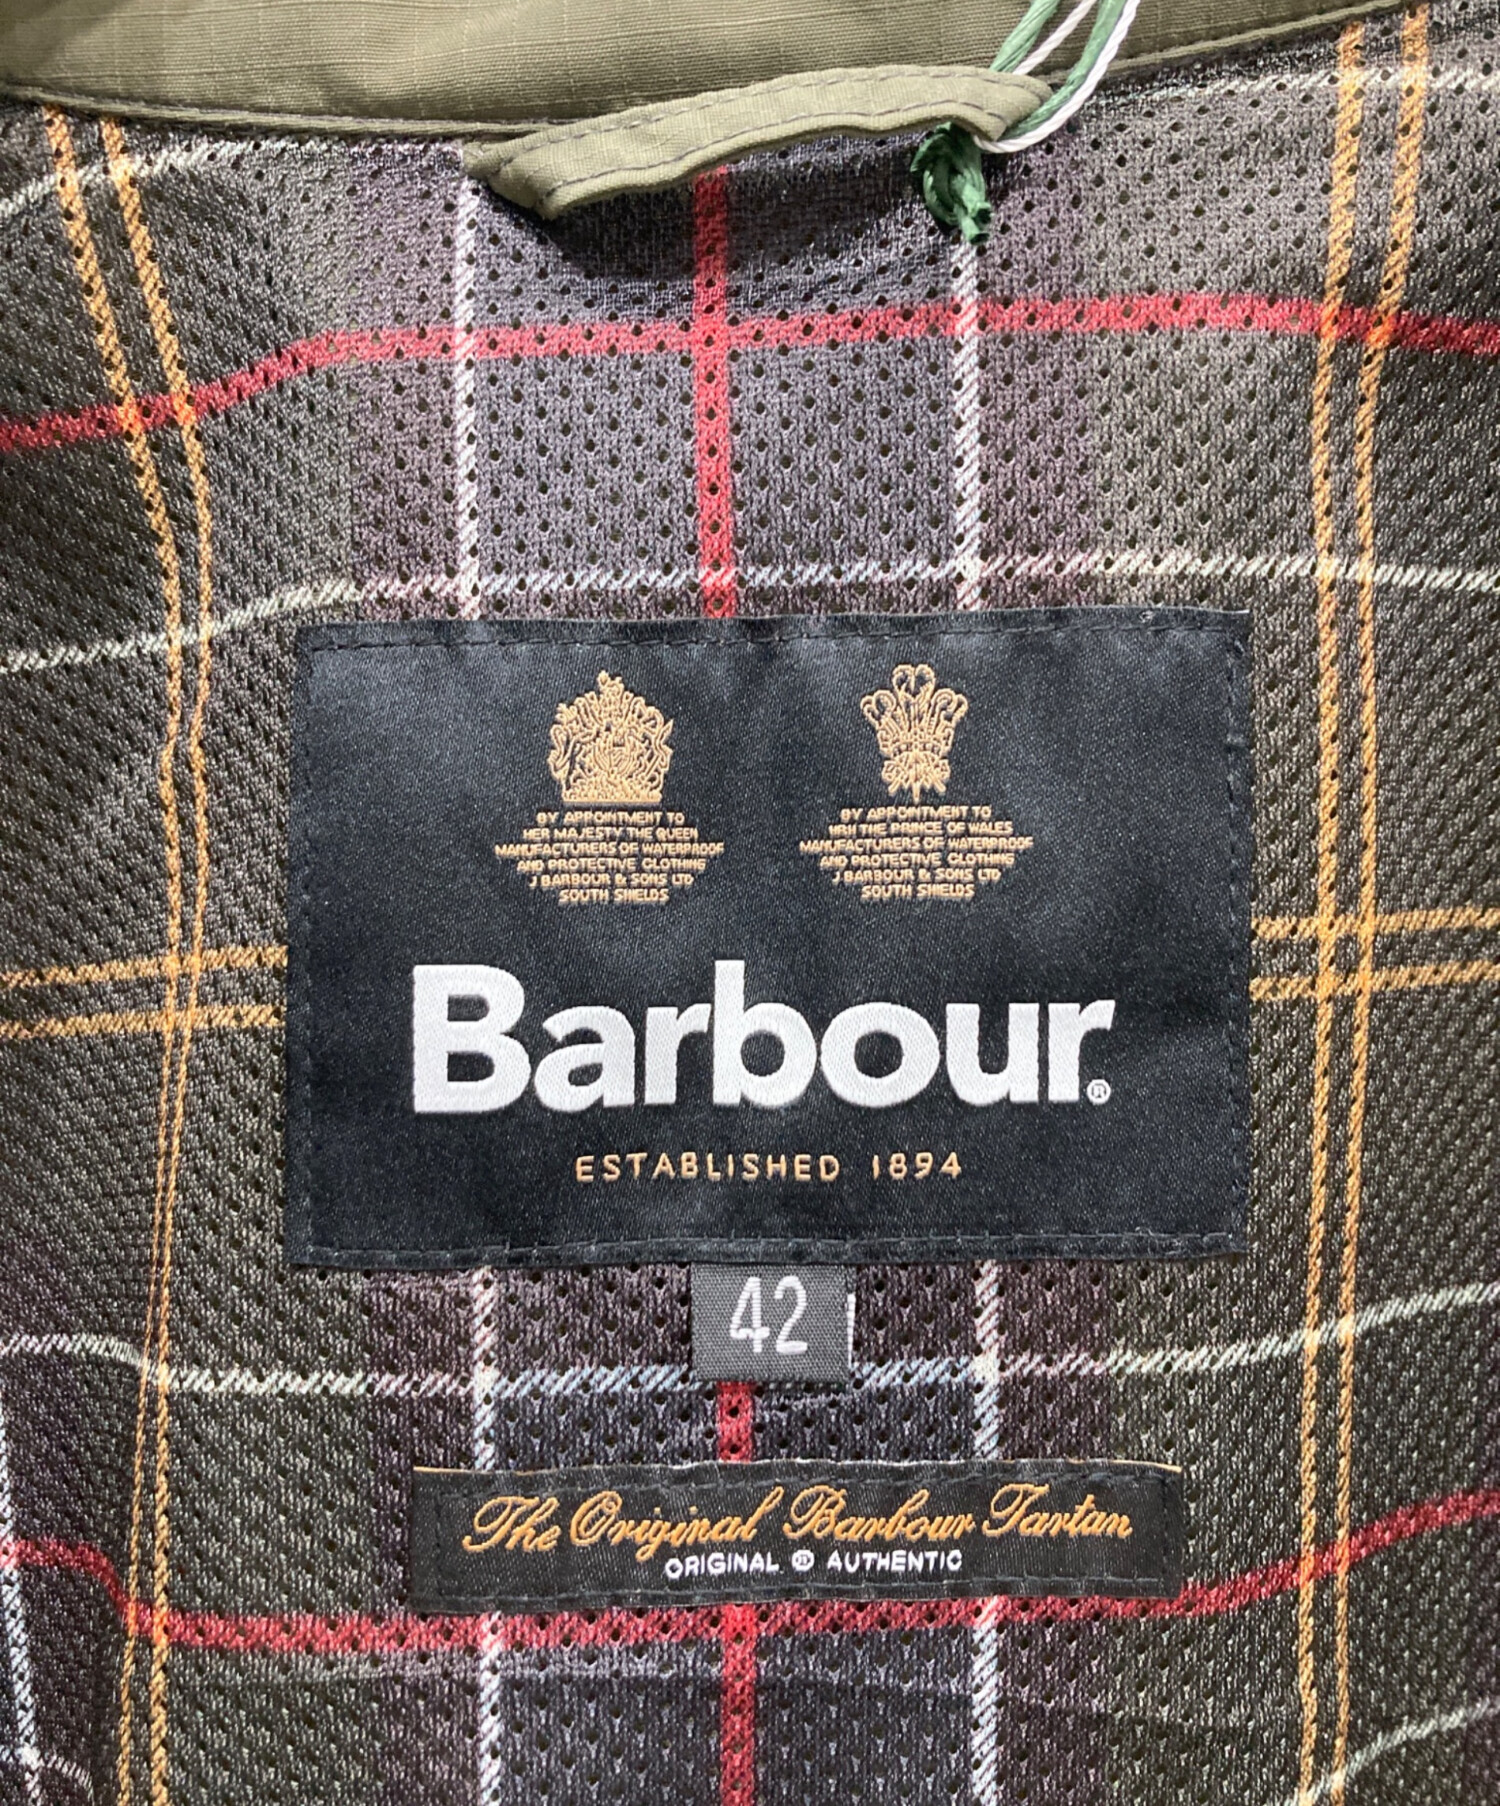 BY APPOINTMENT TO
HER MAJESTY THE QUEEN
MANUFACTURERS OF WATERPROOF
AND PROTECTIVE CLOTHING
J BARBOUR & SONS LTD
SOUTH SHIELDS
BY APPOINTMENT TO
HRH THE PRINCE OF WALES
MANUFACTURERS OF WATERPROOF
AND PROTECTIVE CLOTHING
J BARBOUR & SONS LTD
SOUTH SHIELDS
Barbour®
ESTABLISHED 1894
42
The Original Barbour Tartan
ORIGINAL ® AUTHENTIC